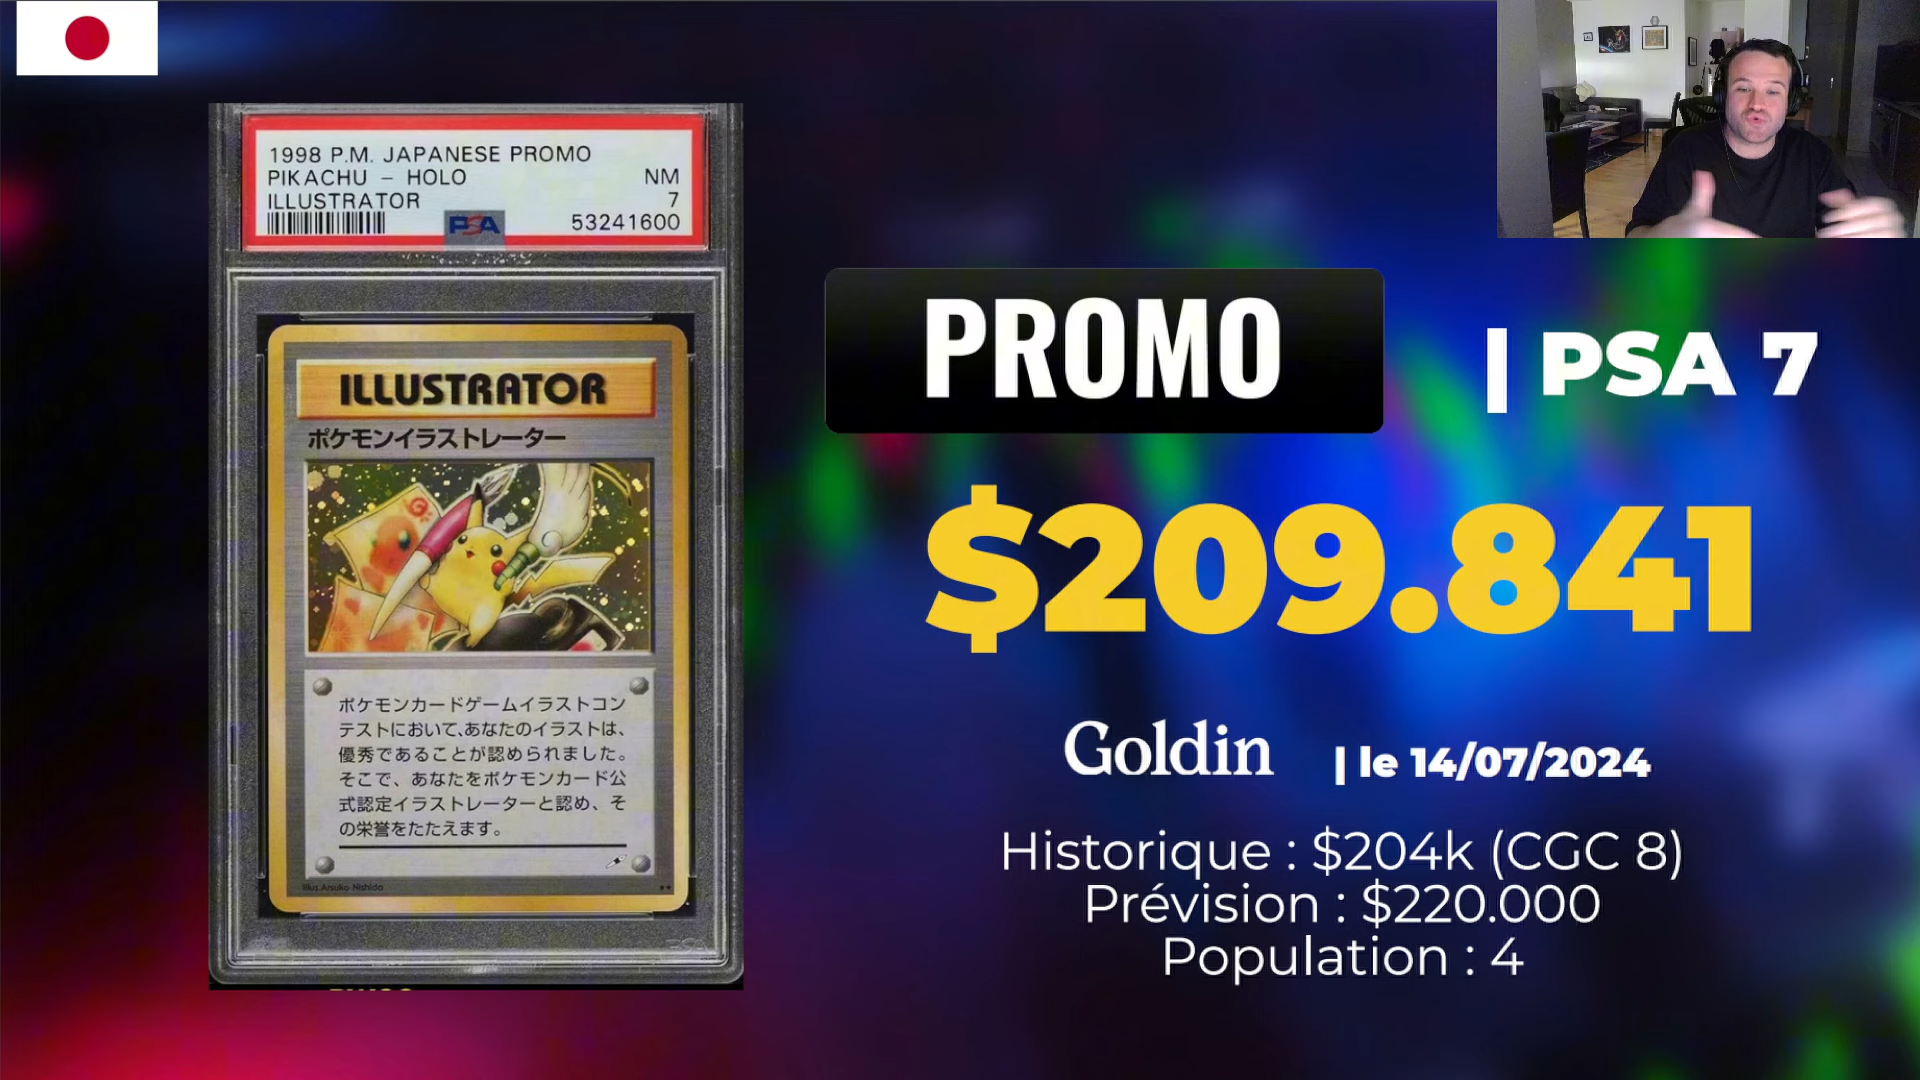 1998 P.M. JAPANESE PROMO
PIKACHU – HOLO NM
ILLUSTRATOR 7
PSA 53241600
ILLUSTRATOR
ポケモンイラストレーター
ポケモンカードゲームイラストコン
テストにおいて、あなたのイラストは、
優秀であることが認められました。
そこで、あなたをポケモンカード公
式認定イラストレーターと認め、そ
の栄誉をたたえます。
Illus. Atsuko Nishida
PROMO
| PSA 7
$209.841
Goldin | le 14/07/2024
Historique : $204k (CGC 8)
Prévision : $220.000
Population : 4